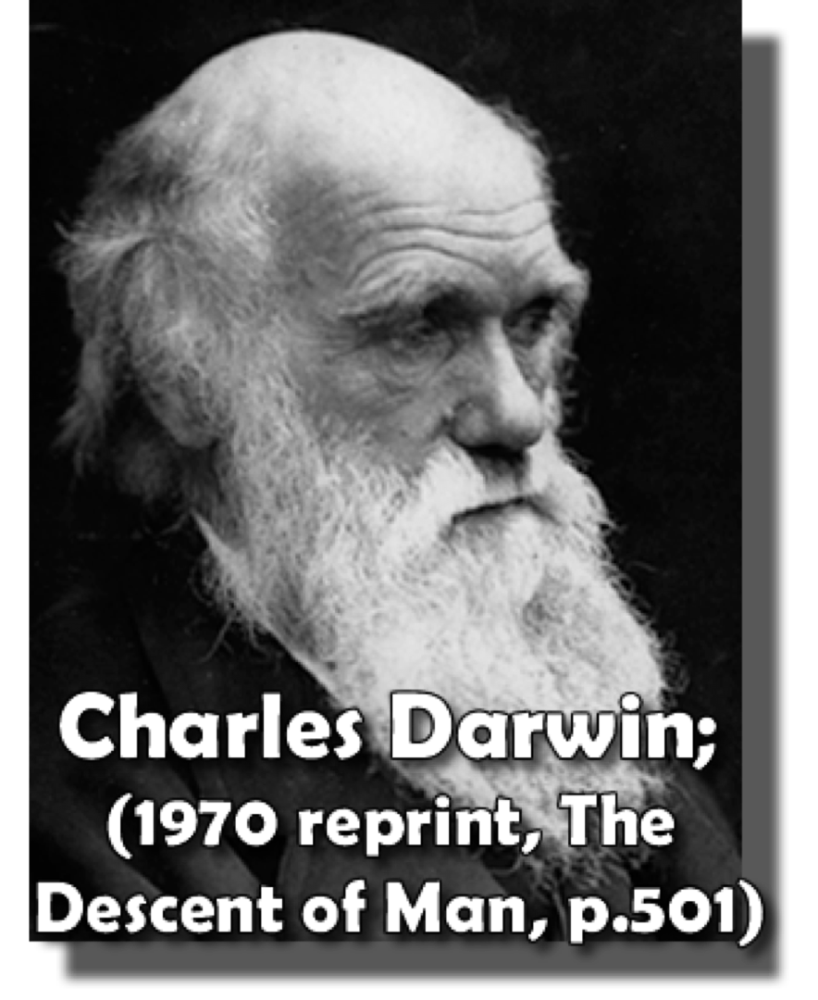 Charles Darwin;
(1970 reprint, The
Descent of Man, p.501)